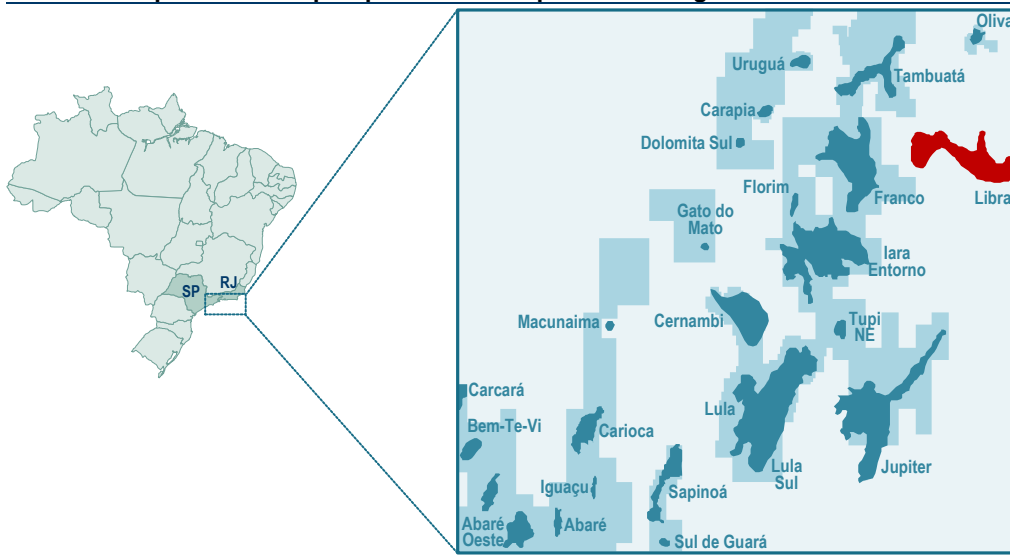 Oliva
Uruguá
Tambuatá
Carapia
Dolomita Sul
Florim
Franco
Libra
Gato do
Mato
Iara
Entorno
RJ
SP
Macunaima
Cernambi
Tupi
NE
Carcará
Lula
Bem-Te-Vi
Carioca
Lula
Sul
Jupiter
Iguaçu
Sapinoá
Abaré
Oeste
Abaré
Sul de Guará